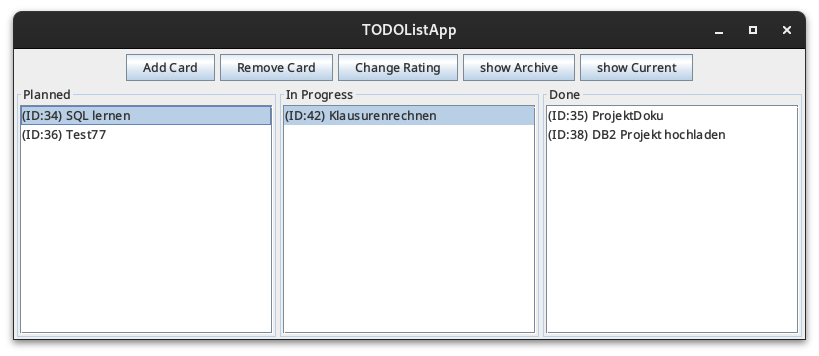 TODOListApp
Add Card Remove Card Change Rating show Archive show Current
Planned
(ID:34) SQL lernen
(ID:36) Test77
In Progress
(ID:42) Klausurenrechnen
Done
(ID:35) ProjektDoku
(ID:38) DB2 Projekt hochladen